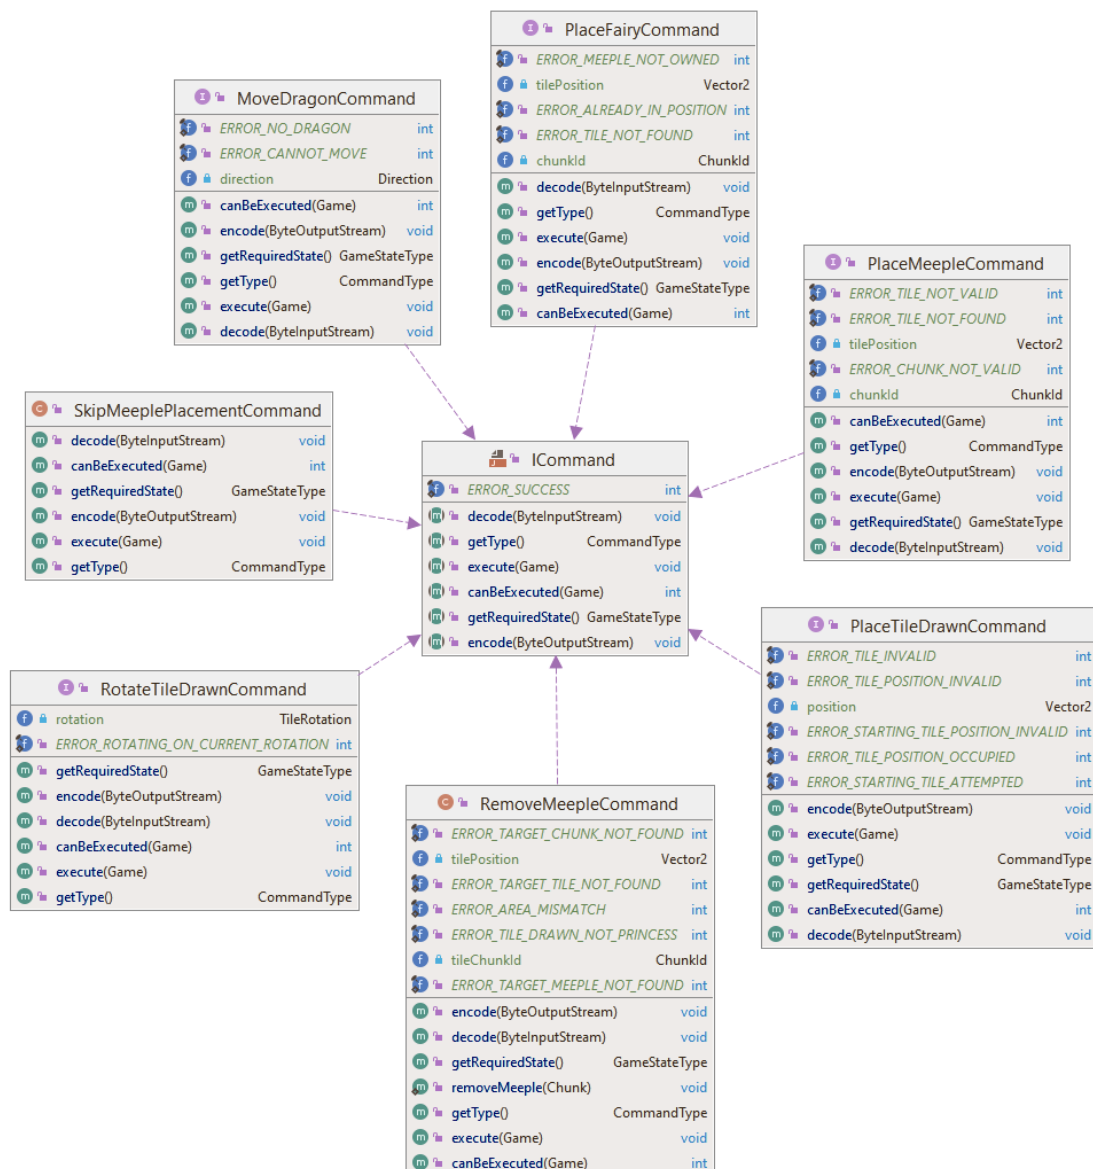 PlaceFairyCommand
ERROR_MEEPLE_NOT_OWNED int
tilePosition Vector2
ERROR_ALREADY_IN_POSITION int
ERROR_TILE_NOT_FOUND int
chunkId ChunkId
decode(ByteInputStream) void
getType() CommandType
execute(Game) void
encode(ByteOutputStream) void
getRequiredState() GameStateType
canBeExecuted(Game) int
MoveDragonCommand
ERROR_NO_DRAGON int
ERROR_CANNOT_MOVE int
direction Direction
canBeExecuted(Game) int
encode(ByteOutputStream) void
getRequiredState() GameStateType
getType() CommandType
execute(Game) void
decode(ByteInputStream) void
PlaceMeepleCommand
ERROR_TILE_NOT_VALID int
ERROR_TILE_NOT_FOUND int
tilePosition Vector2
ERROR_CHUNK_NOT_VALID int
chunkId ChunkId
canBeExecuted(Game) int
getType() CommandType
encode(ByteOutputStream) void
execute(Game) void
getRequiredState() GameStateType
decode(ByteInputStream) void
SkipMeeplePlacementCommand
decode(ByteInputStream) void
canBeExecuted(Game) int
getRequiredState() GameStateType
encode(ByteOutputStream) void
execute(Game) void
getType() CommandType
ICommand
ERROR_SUCCESS int
decode(ByteInputStream) void
getType() CommandType
execute(Game) void
canBeExecuted(Game) int
getRequiredState() GameStateType
encode(ByteOutputStream) void
PlaceTileDrawnCommand
ERROR_TILE_INVALID int
ERROR_TILE_POSITION_INVALID int
position Vector2
ERROR_STARTING_TILE_POSITION_INVALID int
ERROR_TILE_POSITION_OCCUPIED int
ERROR_STARTING_TILE_ATTEMPTED int
encode(ByteOutputStream) void
execute(Game) void
getType() CommandType
getRequiredState() GameStateType
canBeExecuted(Game) int
decode(ByteInputStream) void
RotateTileDrawnCommand
rotation TileRotation
ERROR_ROTATING_ON_CURRENT_ROTATION int
getRequiredState() GameStateType
encode(ByteOutputStream) void
decode(ByteInputStream) void
canBeExecuted(Game) int
execute(Game) void
getType() CommandType
RemoveMeepleCommand
ERROR_TARGET_CHUNK_NOT_FOUND int
tilePosition Vector2
ERROR_TARGET_TILE_NOT_FOUND int
ERROR_AREA_MISMATCH int
ERROR_TILE_DRAWN_NOT_PRINCESS int
tileChunkId ChunkId
ERROR_TARGET_MEEPLE_NOT_FOUND int
encode(ByteOutputStream) void
decode(ByteInputStream) void
getRequiredState() GameStateType
removeMeeple(Chunk) void
getType() CommandType
execute(Game) void
canBeExecuted(Game) int